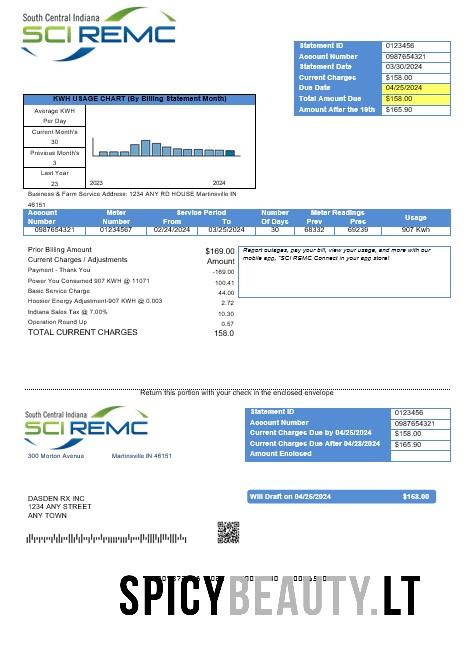 South Central Indiana
SCI REMC
Statement ID 0123456
Account Number 0987654321
Statement Date 03/30/2024
Current Charges $158.00
Due Date 04/25/2024
Total Amount Due $158.00
Amount After the 19th $165.90
KWH USAGE CHART (By Billing Statement Month)
Average KWH
Per Day
Current Month's
30
Previous Month's
3
Last Year
23
2023 2024
Business & Farm Service Address: 1234 ANY RD HOUSE Martinsville IN
46151
Account Number Meter Number Service Period From To Number Of Days Meter Readings Prev Pres Usage
0987654321 01234567 02/24/2024 03/25/2024 30 68332 69239 907 Kwh
Prior Billing Amount $169.00
Current Charges / Adjustments Amount
Payment - Thank You -169.00
Power You Consumed 907 KWH @ 11071 100.41
Basic Service Charge 44.00
Hoosier Energy Adjustment-907 KWH @ 0.003 2.72
Indiana Sales Tax @ 7.00% 10.30
Operation Round Up 0.57
TOTAL CURRENT CHARGES 158.0
Report outages, pay your bill, view your usage, and more with our
mobile app, "SCI REMC Connect in your app store!
Return this portion with your check in the enclosed envelope
South Central Indiana
SCI REMC
300 Morton Avenue Martinsville IN 46151
Statement ID 0123456
Account Number 0987654321
Current Charges Due by 04/25/2024 $158.00
Current Charges Due After 04/23/2024 $165.90
Amount Enclosed
Will Draft on 04/25/2024 $158.00
DASDEN RX INC
1234 ANY STREET
ANY TOWN
SPICYBEAUTY.LT